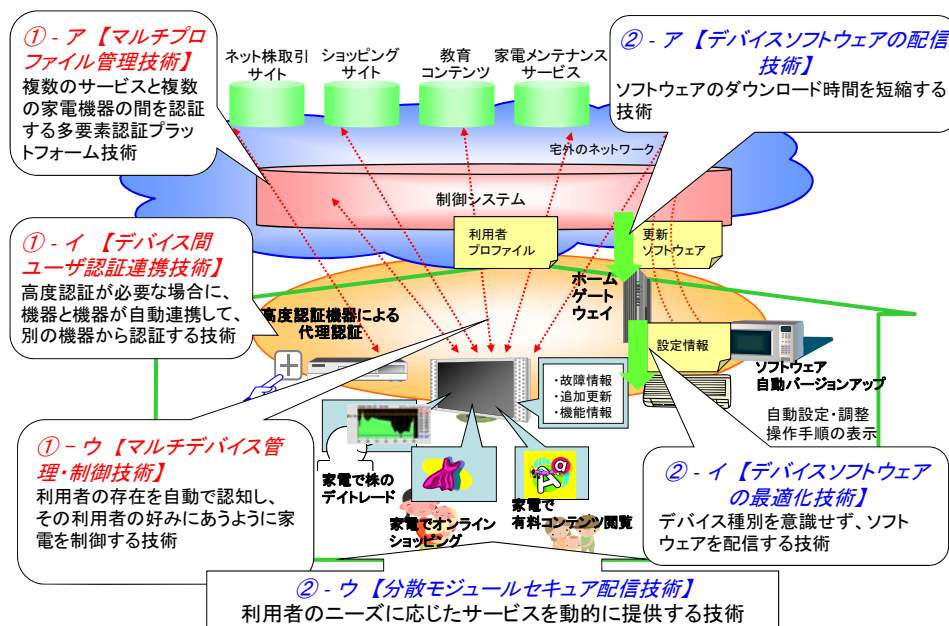 ①-ア【マルチプロ
ファイル管理技術】
複数のサービスと複数
の家電機器の間を認証
する多要素認証プラッ
トフォーム技術
ネット株取引
サイト
ショッピング
サイト
教育
コンテンツ
家電メンテナンス
サービス
②-ア【デバイスソフトウェアの配信
技術】
ソフトウェアのダウンロード時間を短縮する
技術
宅外のネットワーク
制御システム
利用者
プロファイル
更新
ソフトウェア
①-イ 【デバイス間
ユーザ認証連携技術】
高度認証が必要な場合に、
機器と機器が自動連携して、
別の機器から認証する技術
高度認証機器による
代理認証
ホーム
ゲート
ウェイ
設定情報
ソフトウェア
自動バージョンアップ
・故障情報
・追加更新
・機能情報
自動設定・調整
操作手順の表示
①-ウ【マルチデバイス管
理・制御技術】
利用者の存在を自動で認知し、
その利用者の好みにあうように家
電を制御する技術
家電で株の
デイトレード
家電でオンライン
ショッピング
Aa
家電で
有料コンテンツ閲覧
②-イ【デバイスソフトウェア
の最適化技術】
デバイス種別を意識せず、ソフト
ウェアを配信する技術
②-ウ【分散モジュールセキュア配信技術】
利用者のニーズに応じたサービスを動的に提供する技術